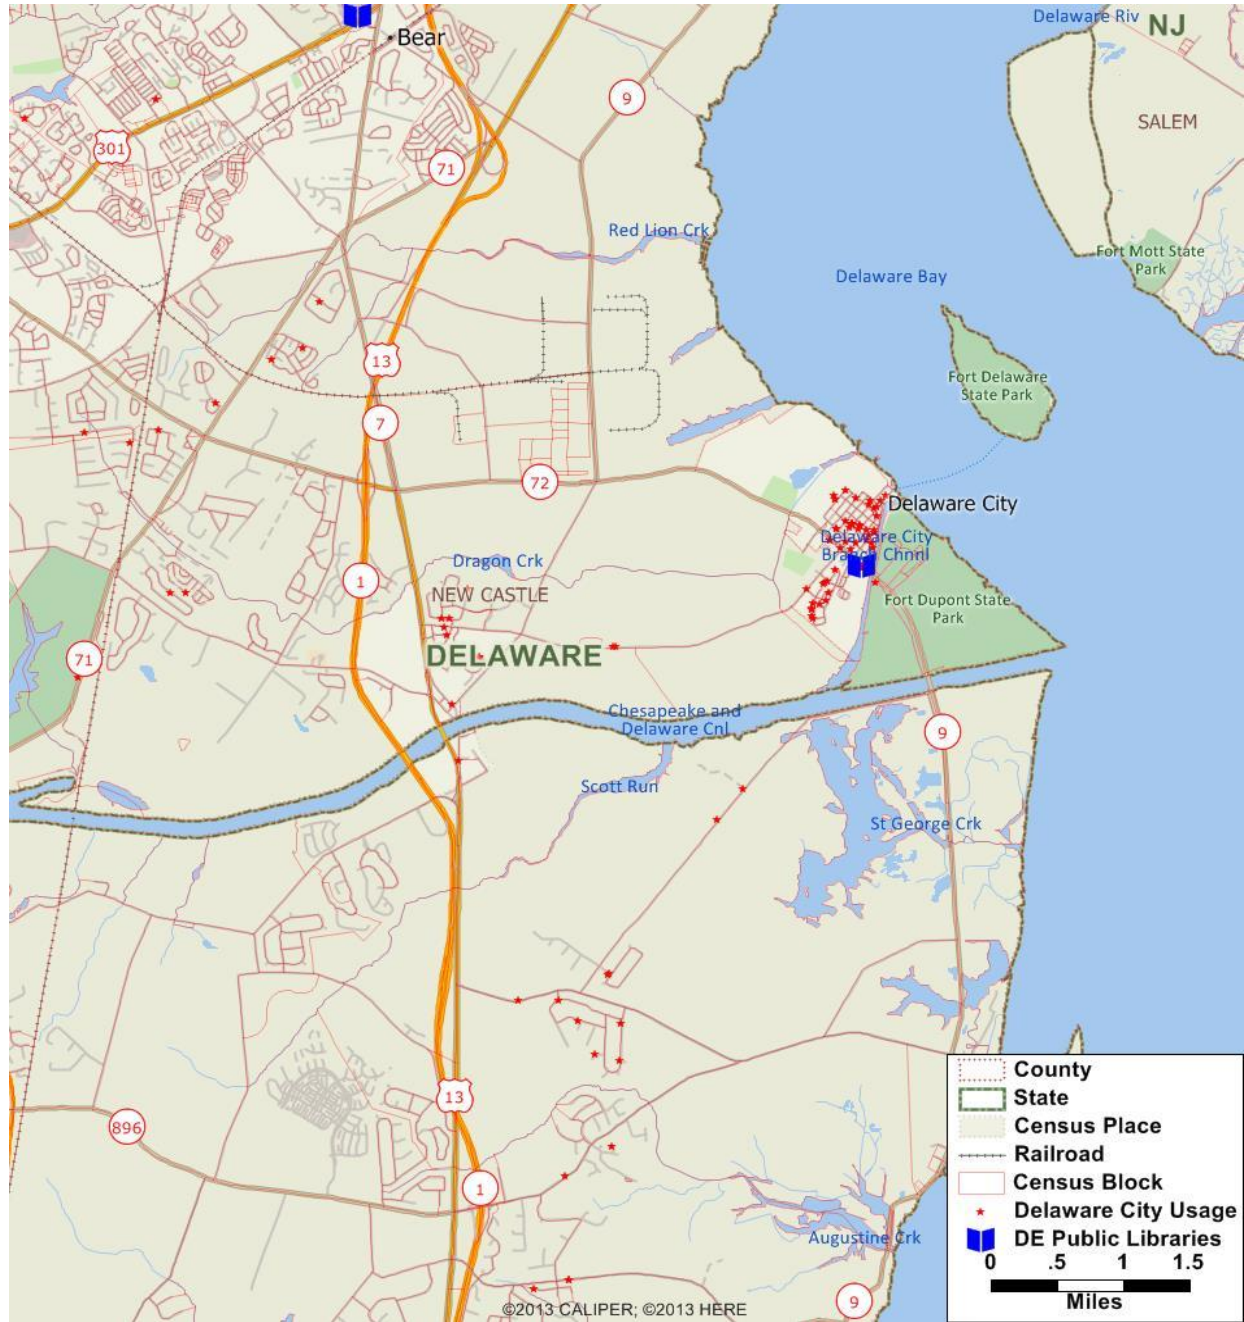 Delaware Riv
NJ
Bear
9
SALEM
301
71
Red Lion Crk
Fort Mott State
Park
Delaware Bay
13
Fort Delaware
State Park
7
72
Delaware City
Delaware City
Branch Chnnl
Dragon Crk
1
NEW CASTLE
Fort Dupont State
Park
DELAWARE
71
Chesapeake and
Delaware Cnl
9
Scott Run
St George Crk
13
896
1
Augustine Crk
9
County
State
Census Place
Railroad
Census Block
Delaware City Usage
DE Public Libraries
0 .5 1 1.5
Miles
©2013 CALIPER; ©2013 HERE